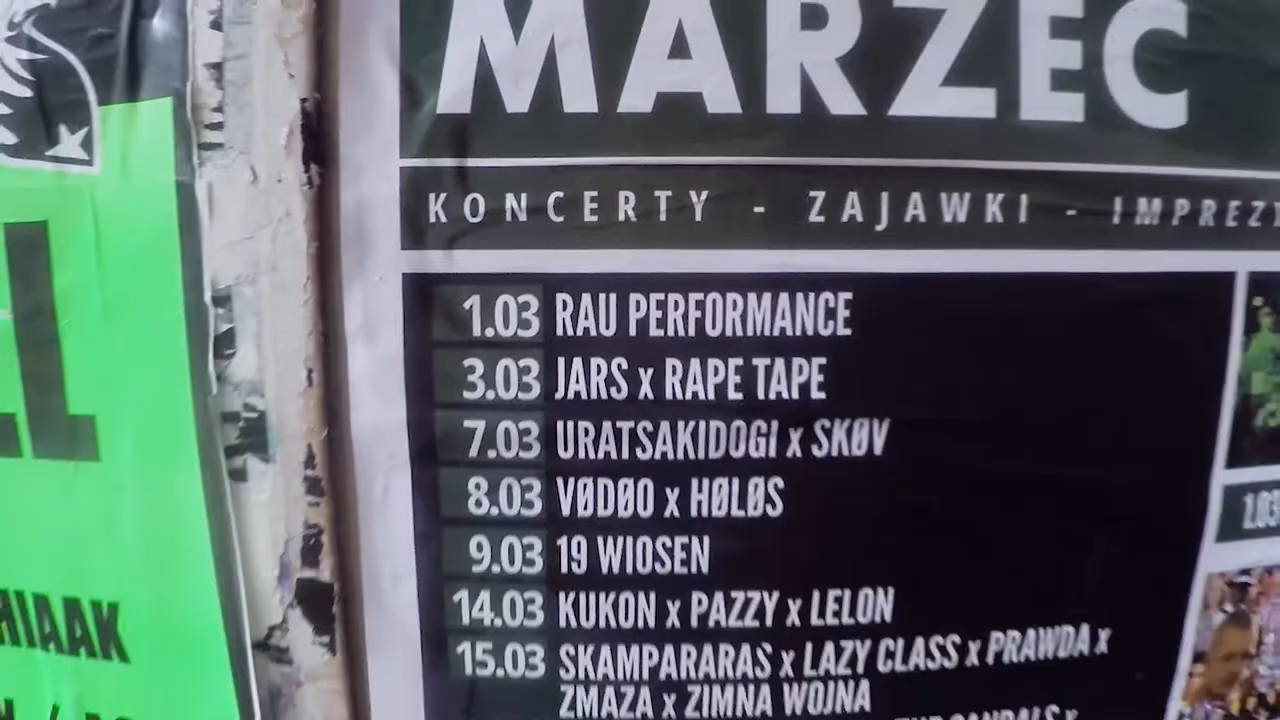 MARZEC
KONCERTY - ZAJAWKI - IMPREZY
1.03 RAU PERFORMANCE
3.03 JARS x RAPE TAPE
7.03 URATSAKIDOGI x SKØV
8.03 VØDØO x HØLØS
9.03 19 WIOSEN
14.03 KUKON x PAZZY x LELON
15.03 SKAMPARARAS x LAZY CLASS x PRAWDA x
ZMAZA x ZIMNA WOJNA